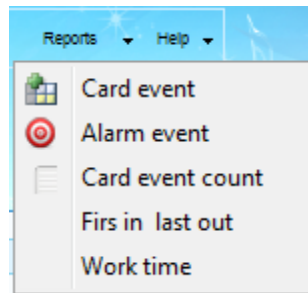 Reports Help
Card event
Alarm event
Card event count
Firs in  last out
Work time